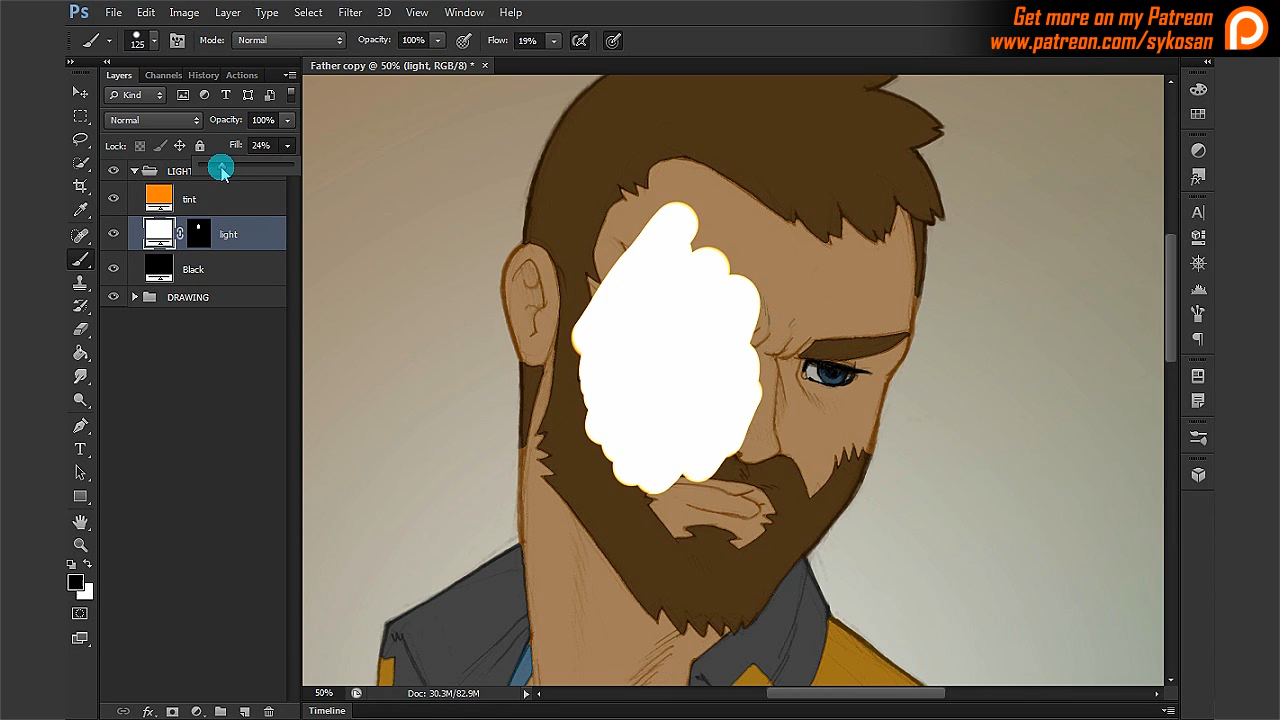 Ps File Edit Image Layer Type Select Filter 3D View Window Help
Get more on my Patreon
www.patreon.com/sykosan
125 Mode: Normal Opacity: 100% Flow: 19%
Father copy @ 50% (light, RGB/8) *
Layers Channels History Actions
Kind
Normal Opacity: 100%
Lock: Fill: 24%
LIGHT
tint
light
Black
DRAWING
50% Doc: 30.3M/82.9M
Timeline